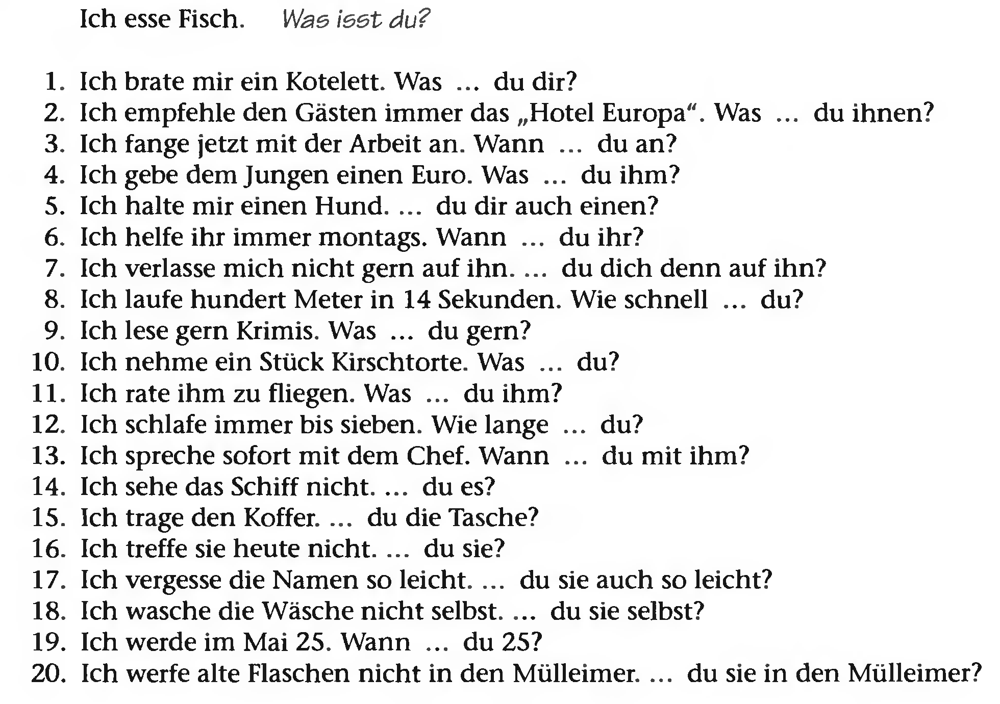 Ich esse Fisch. Was isst du?
1. Ich brate mir ein Kotelett. Was ... du dir?
2. Ich empfehle den Gästen immer das „Hotel Europa“. Was ... du ihnen?
3. Ich fange jetzt mit der Arbeit an. Wann ... du an?
4. Ich gebe dem Jungen einen Euro. Was ... du ihm?
5. Ich halte mir einen Hund. ... du dir auch einen?
6. Ich helfe ihr immer montags. Wann ... du ihr?
7. Ich verlasse mich nicht gern auf ihn. ... du dich denn auf ihn?
8. Ich laufe hundert Meter in 14 Sekunden. Wie schnell ... du?
9. Ich lese gern Krimis. Was ... du gern?
10. Ich nehme ein Stück Kirschtorte. Was ... du?
11. Ich rate ihm zu fliegen. Was ... du ihm?
12. Ich schlafe immer bis sieben. Wie lange ... du?
13. Ich spreche sofort mit dem Chef. Wann ... du mit ihm?
14. Ich sehe das Schiff nicht. ... du es?
15. Ich trage den Koffer. ... du die Tasche?
16. Ich treffe sie heute nicht. ... du sie?
17. Ich vergesse die Namen so leicht. ... du sie auch so leicht?
18. Ich wasche die Wäsche nicht selbst. ... du sie selbst?
19. Ich werde im Mai 25. Wann ... du 25?
20. Ich werfe alte Flaschen nicht in den Mülleimer. ... du sie in den Mülleimer?